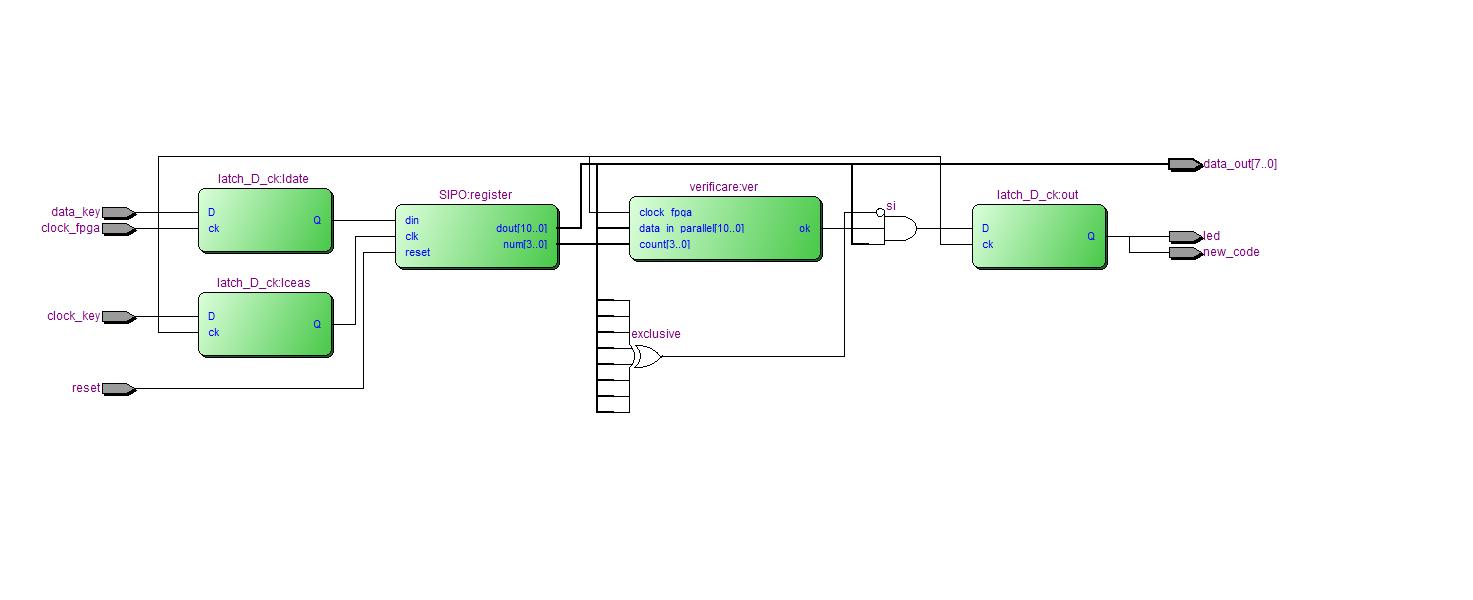 data_key
clock_fpga
clock_key
reset
latch_D_ck:ldate
D
ck
Q
latch_D_ck:lceas
D
ck
Q
SIPO:register
din
clk
reset
dout[10..0]
num[3..0]
verificare:ver
clock_fpga
data_in_parallel[10..0]
count[3..0]
ok
exclusive
si
latch_D_ck:out
D
ck
Q
data_out[7..0]
led
new_code